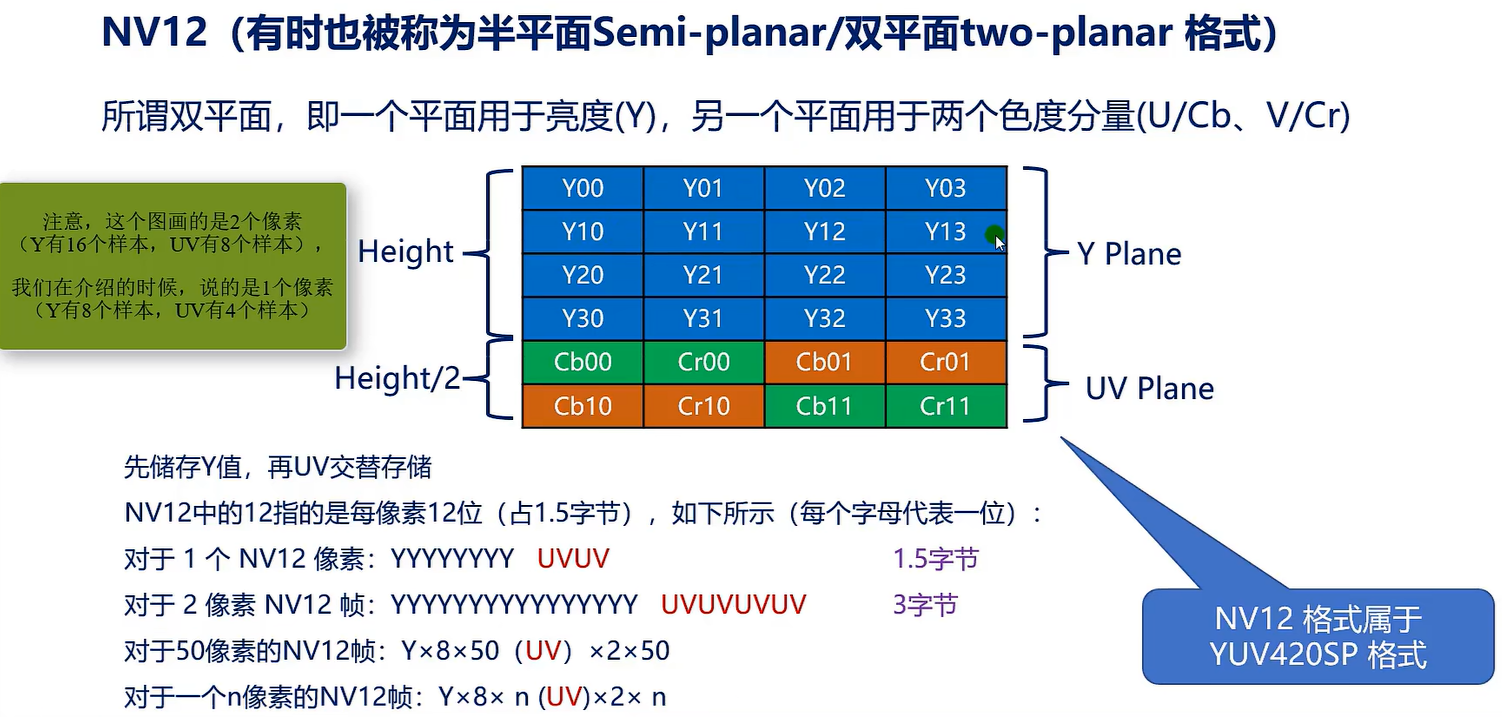 NV12（有时也被称为半平面Semi-planar/双平面two-planar 格式）
所谓双平面，即一个平面用于亮度(Y)，另一个平面用于两个色度分量(U/Cb、V/Cr)
注意，这个图画的是2个像素
（Y有16个样本，UV有8个样本），
我们在介绍的时候，说的是1个像素
（Y有8个样本，UV有4个样本）
Height
Y00 Y01 Y02 Y03
Y10 Y11 Y12 Y13
Y20 Y21 Y22 Y23
Y30 Y31 Y32 Y33
Y Plane
Height/2
Cb00 Cr00 Cb01 Cr01
Cb10 Cr10 Cb11 Cr11
UV Plane
先储存Y值，再UV交替存储
NV12中的12指的是每像素12位（占1.5字节），如下所示（每个字母代表一位）：
对于 1 个 NV12 像素：YYYYYYYY UVUV 1.5字节
对于 2 像素 NV12 帧：YYYYYYYYYYYYYYYY UVUVUVUV 3字节
对于50像素的NV12帧：Y×8×50（UV）×2×50
对于一个n像素的NV12帧：Y×8× n (UV)×2× n
NV12 格式属于
YUV420SP 格式